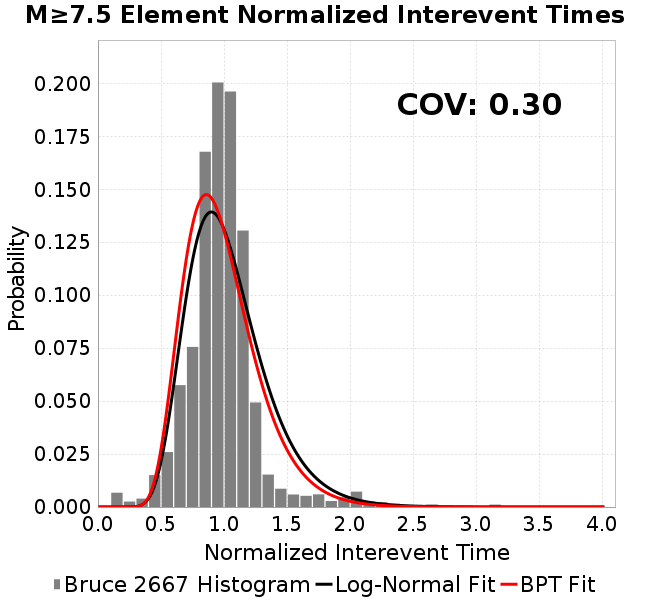 M≥7.5 Element Normalized Interevent Times
COV: 0.30
Probability
0.200
0.175
0.150
0.125
0.100
0.075
0.050
0.025
0.000
0.0 0.5 1.0 1.5 2.0 2.5 3.0 3.5 4.0
Normalized Interevent Time
Bruce 2667 Histogram Log-Normal Fit BPT Fit